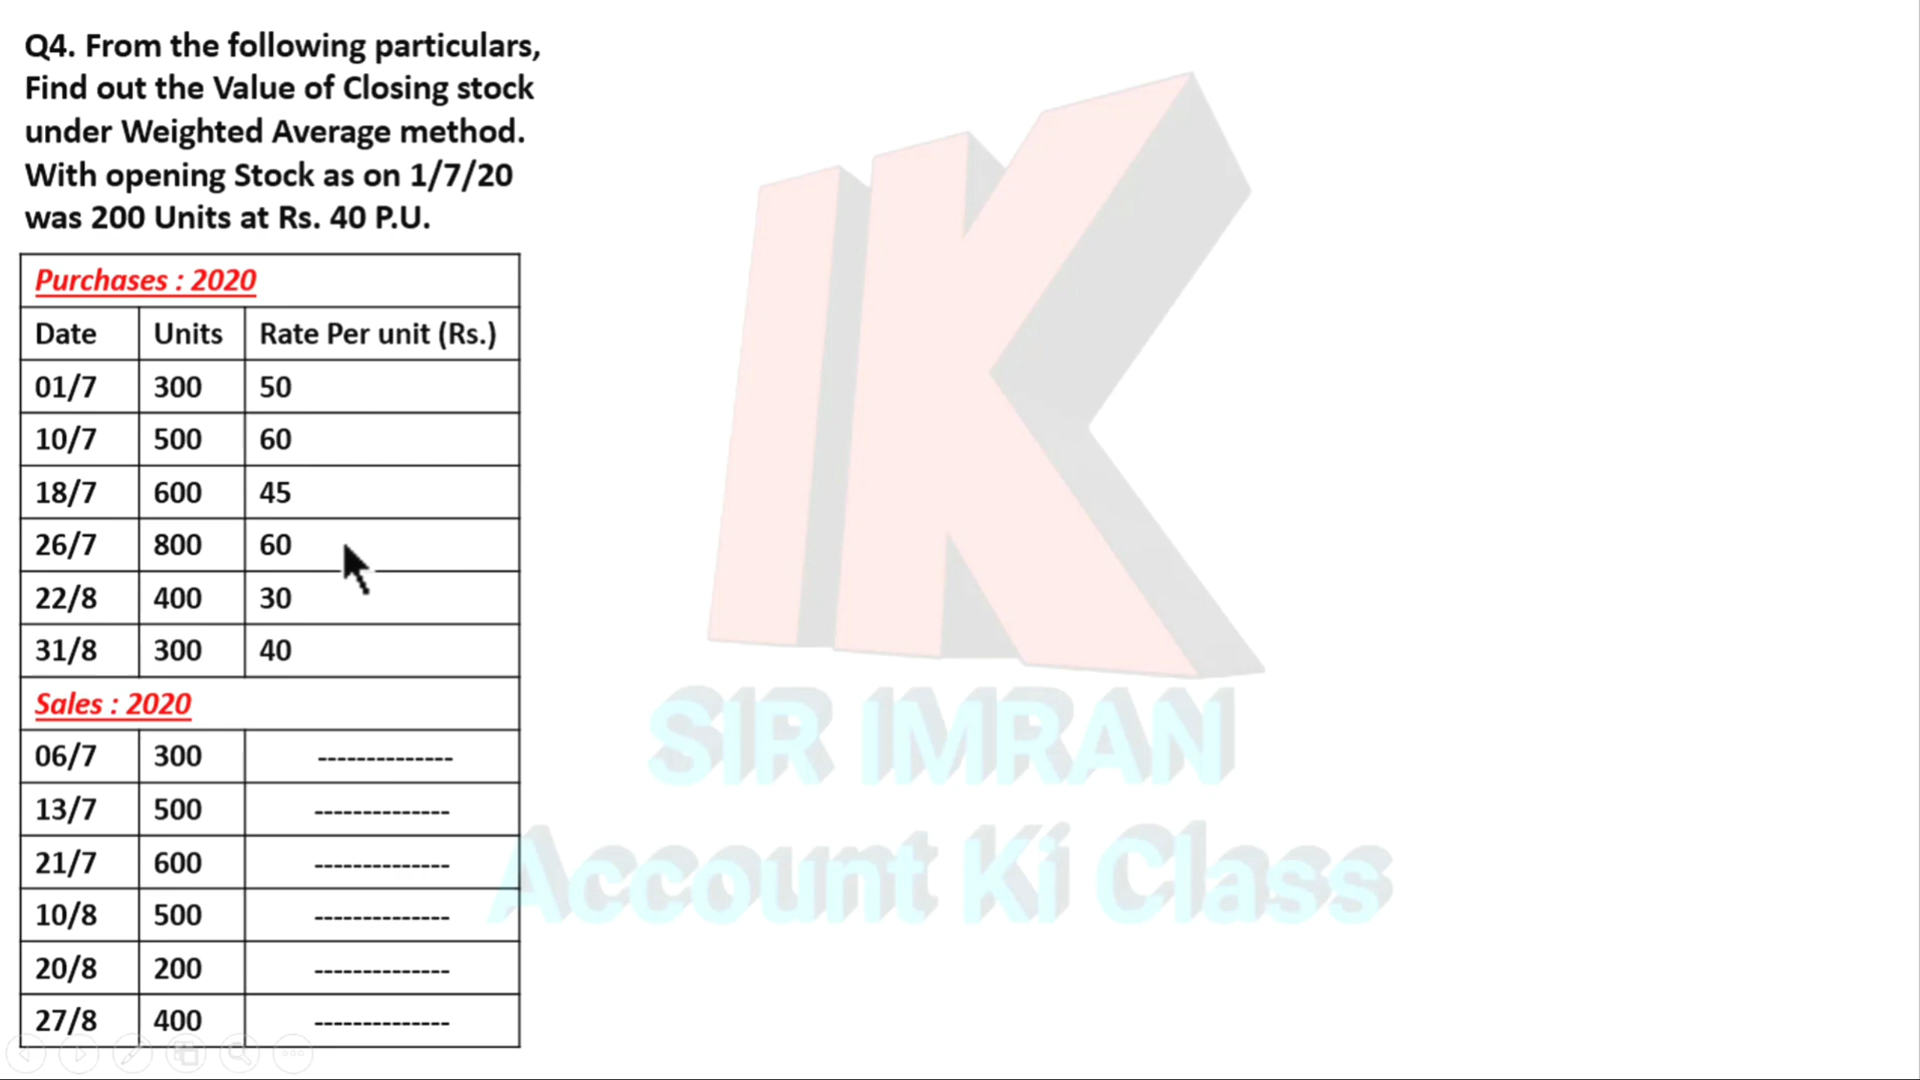 Q4. From the following particulars,
Find out the Value of Closing stock
under Weighted Average method.
With opening Stock as on 1/7/20
was 200 Units at Rs. 40 P.U.
Purchases : 2020
Date Units Rate Per unit (Rs.)
01/7 300 50
10/7 500 60
18/7 600 45
26/7 800 60
22/8 400 30
31/8 300 40
Sales : 2020
06/7 300 --------------
13/7 500 --------------
21/7 600 --------------
10/8 500 --------------
20/8 200 --------------
27/8 400 --------------
IK
SIR IMRAN
Account Ki Class